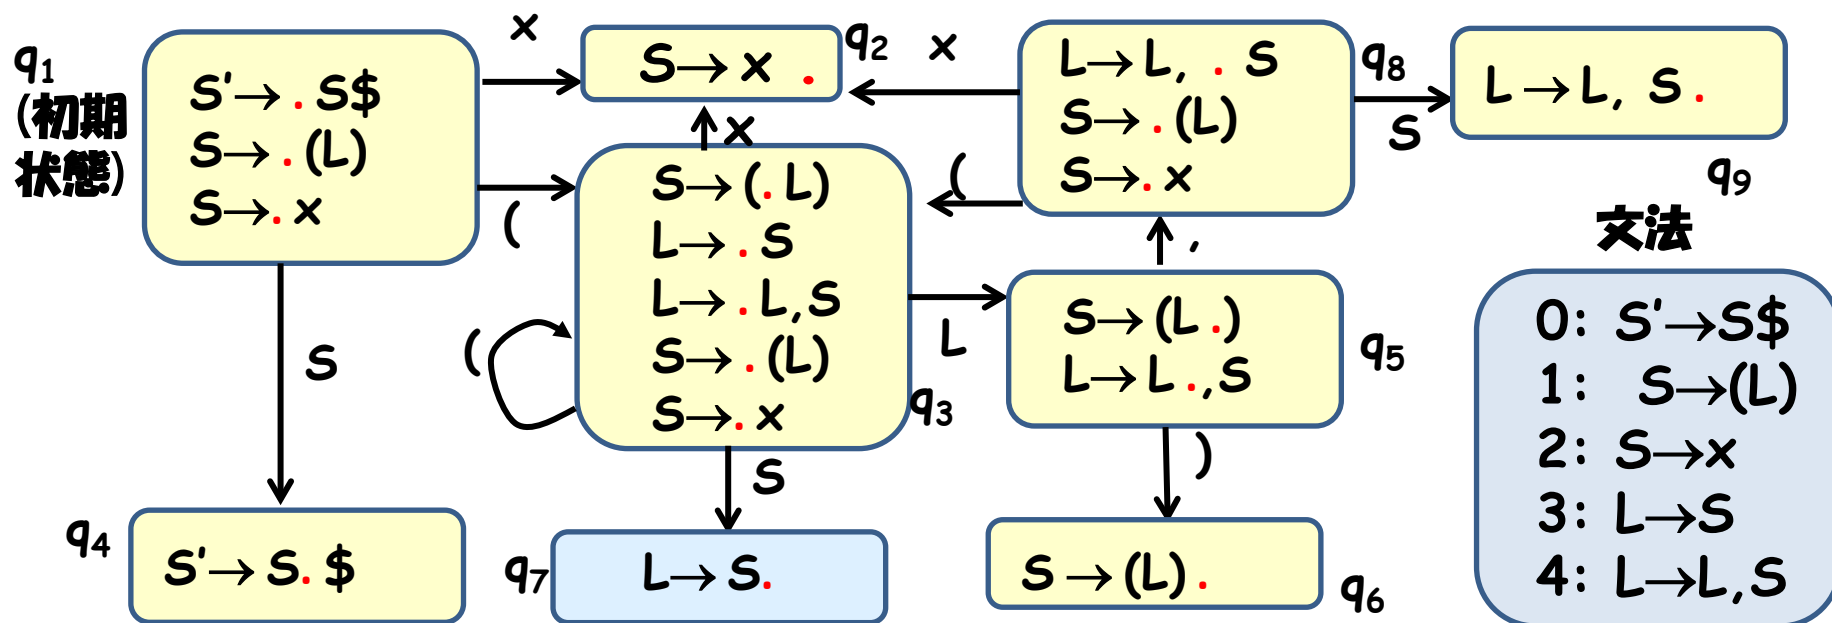 q1
(初期
状態)
S'→ . S$
S→ . (L)
S→. x
x
(
S
q4
S'→ S. $
S→ x .
q2
x
S→(. L)
L→ . S
L→ . L,S
S→ . (L)
S→. x
q3
(
S
q7
L→ S.
x
(
L→L, . S
S→ . (L)
S→. x
q8
S
L→L, S .
q9
,
L
S→ (L .)
L→L .,S
q5
)
S →(L) .
q6
文法
0: S'→S$
1: S→(L)
2: S→x
3: L→S
4: L→L,S